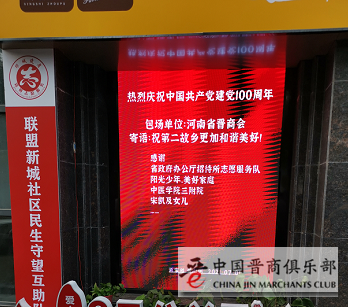 热烈庆祝中国共产党建党100周年
包场单位:河南省晋商会
寄语:祝第二故乡更加和谐美好!
感谢
省政府办公厅招待所志愿服务队
阳光少年.美好家庭
中医学院三附院
宋凯及女儿
联盟新城社区民生守望互助队
爱
中国晋商俱乐部
CHINA JIN MARCHANTS CLUB